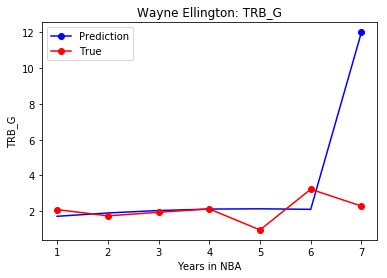 Wayne Ellington: TRB_G
Prediction
True
TRB_G
12
10
8
6
4
2
1 2 3 4 5 6 7
Years in NBA